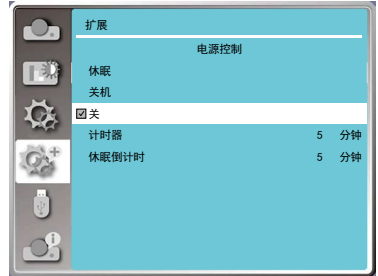 扩展
电源控制
休眠
关机
关
计时器 5 分钟
休眠倒计时 5 分钟